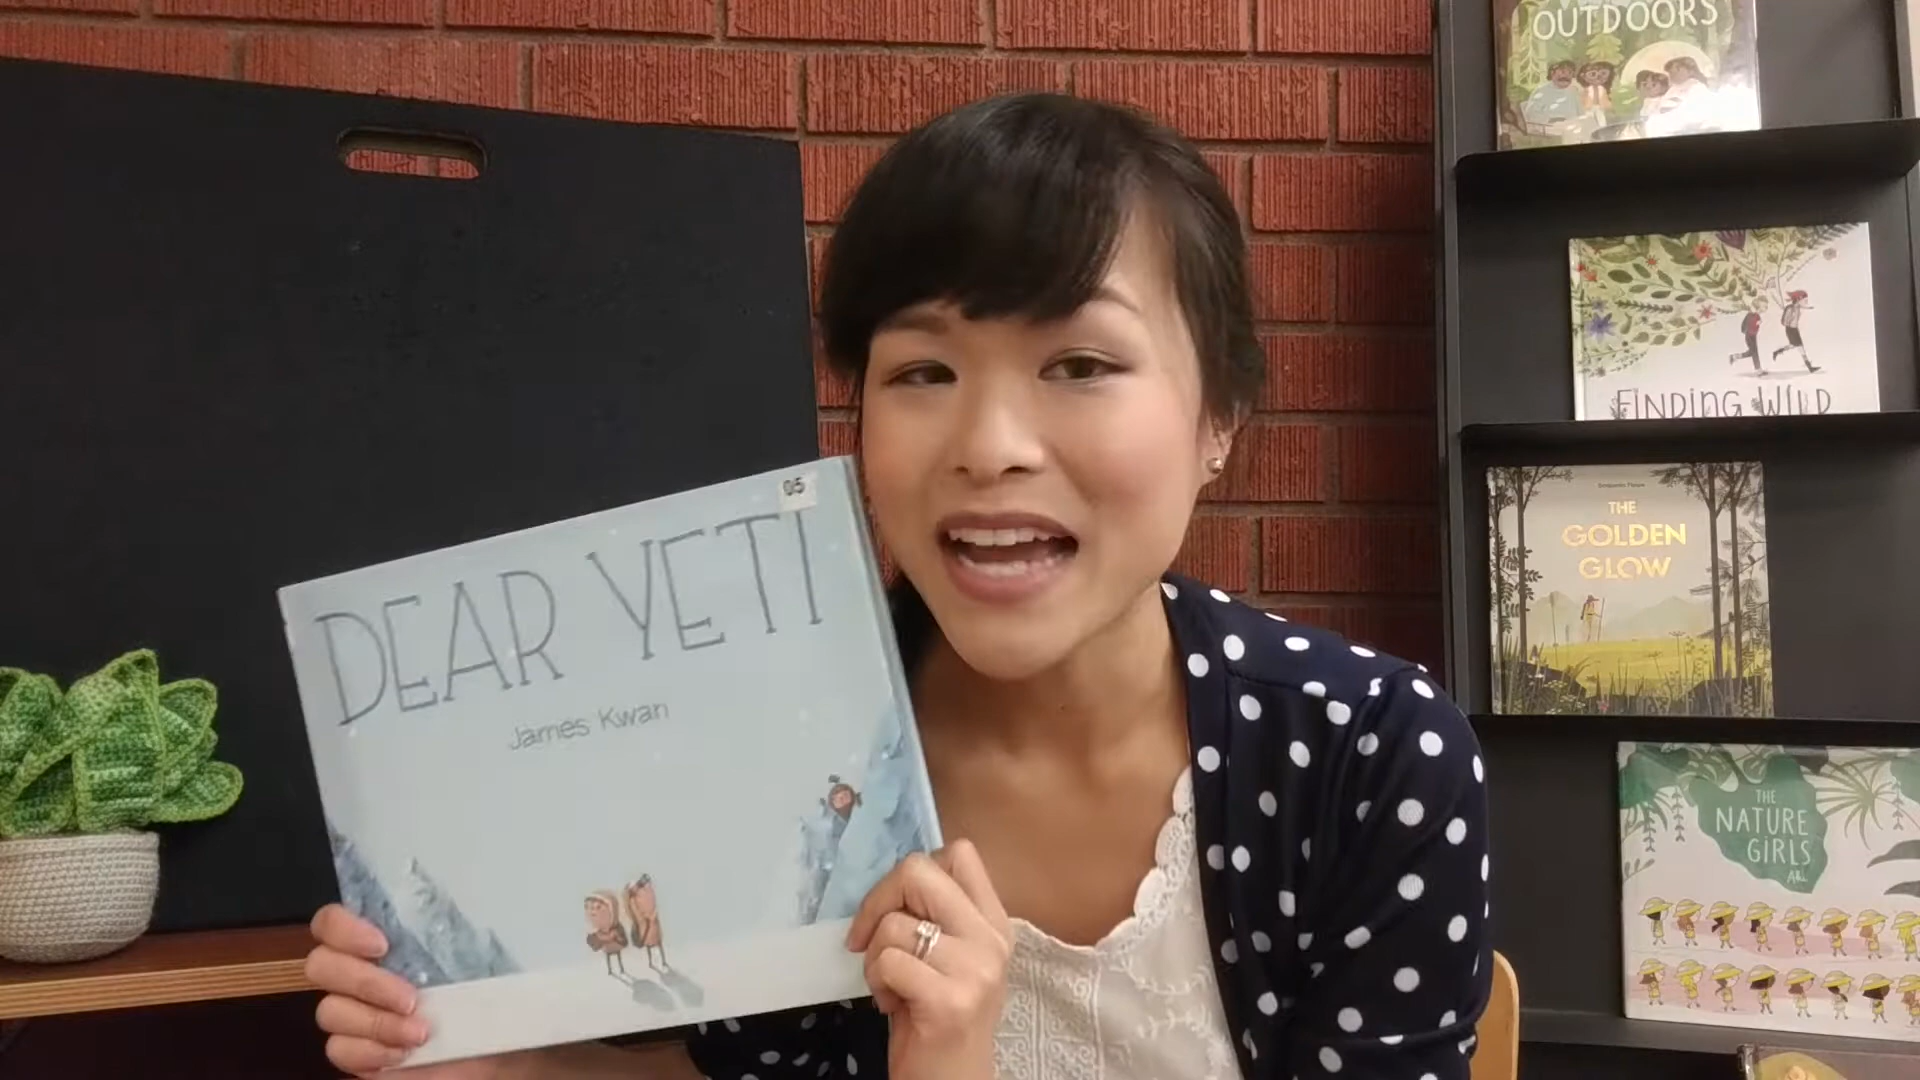 DEAR YETI
James Kwan
05
OUTDOORS
FINDING WILD
THE
GOLDEN
GLOW
THE
NATURE
GIRLS